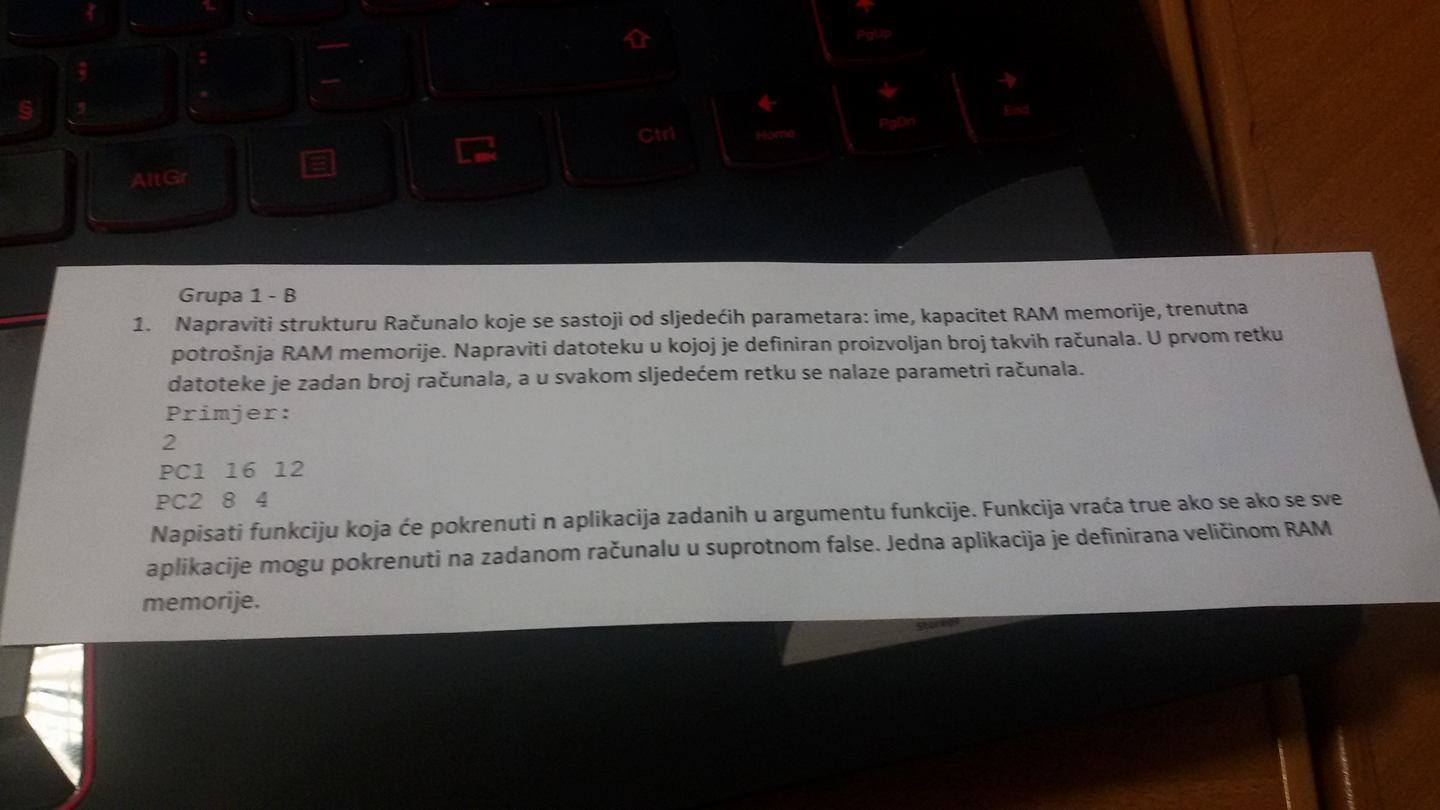 PgUp
§
;
,
:
.
—
–
AltGr
Ctrl
Home
PgDn
End
Grupa 1 - B
1. Napraviti strukturu Računalo koje se sastoji od sljedećih parametara: ime, kapacitet RAM memorije, trenutna
potrošnja RAM memorije. Napraviti datoteku u kojoj je definiran proizvoljan broj takvih računala. U prvom retku
datoteke je zadan broj računala, a u svakom sljedećem retku se nalaze parametri računala.
Primjer:
2
PC1 16 12
PC2 8 4
Napisati funkciju koja će pokrenuti n aplikacija zadanih u argumentu funkcije. Funkcija vraća true ako se ako se sve
aplikacije mogu pokrenuti na zadanom računalu u suprotnom false. Jedna aplikacija je definirana veličinom RAM
memorije.